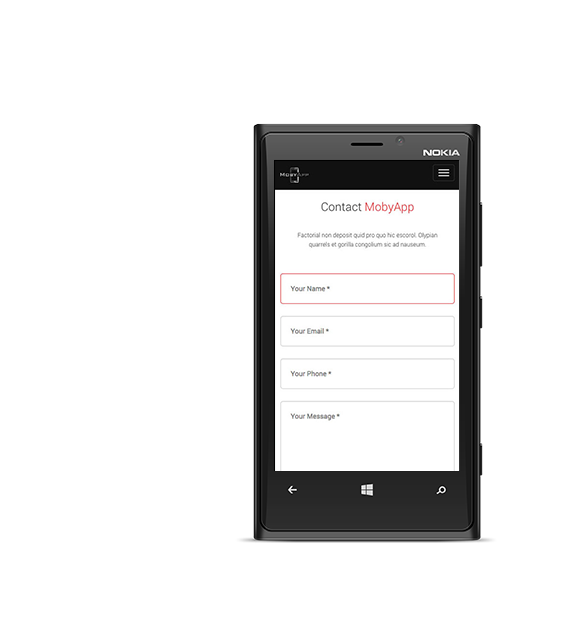 NOKIA
Contact MobyApp
Factorial non deposit quid pro quo hic escorol. Olypian
quarrels et gorilla congolium sic ad nauseum.
Your Name *
Your Email *
Your Phone *
Your Message *